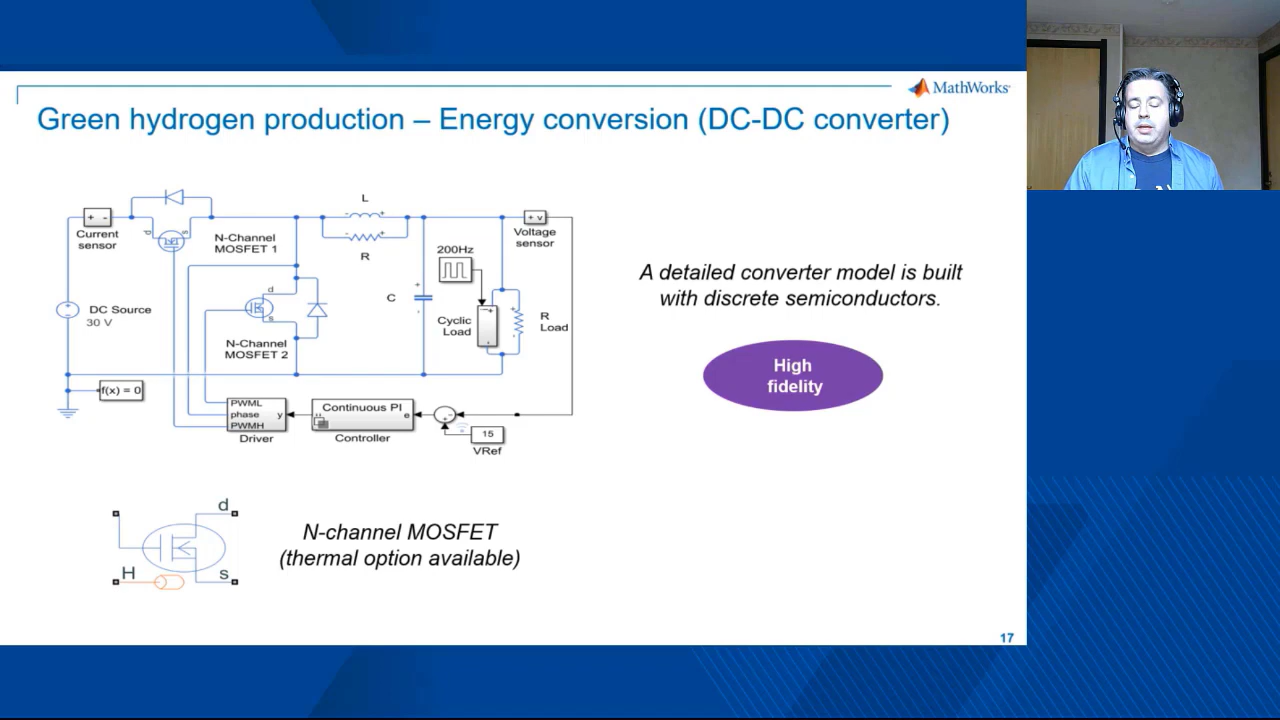 MathWorks
Green hydrogen production – Energy conversion (DC-DC converter)
L
+ -
Current
sensor
d
s
N-Channel
MOSFET 1
- +
- +
R
+ v
Voltage
sensor
200Hz
A detailed converter model is built
with discrete semiconductors.
DC Source
30 V
d
s
N-Channel
MOSFET 2
C
+
-
Cyclic
Load
+
-
R
Load
High
fidelity
f(x) = 0
PWML
phase
PWMH
y
Driver
Continuous PI
u
e
Controller
-
+
15
VRef
d
H
s
N-channel MOSFET
(thermal option available)
17